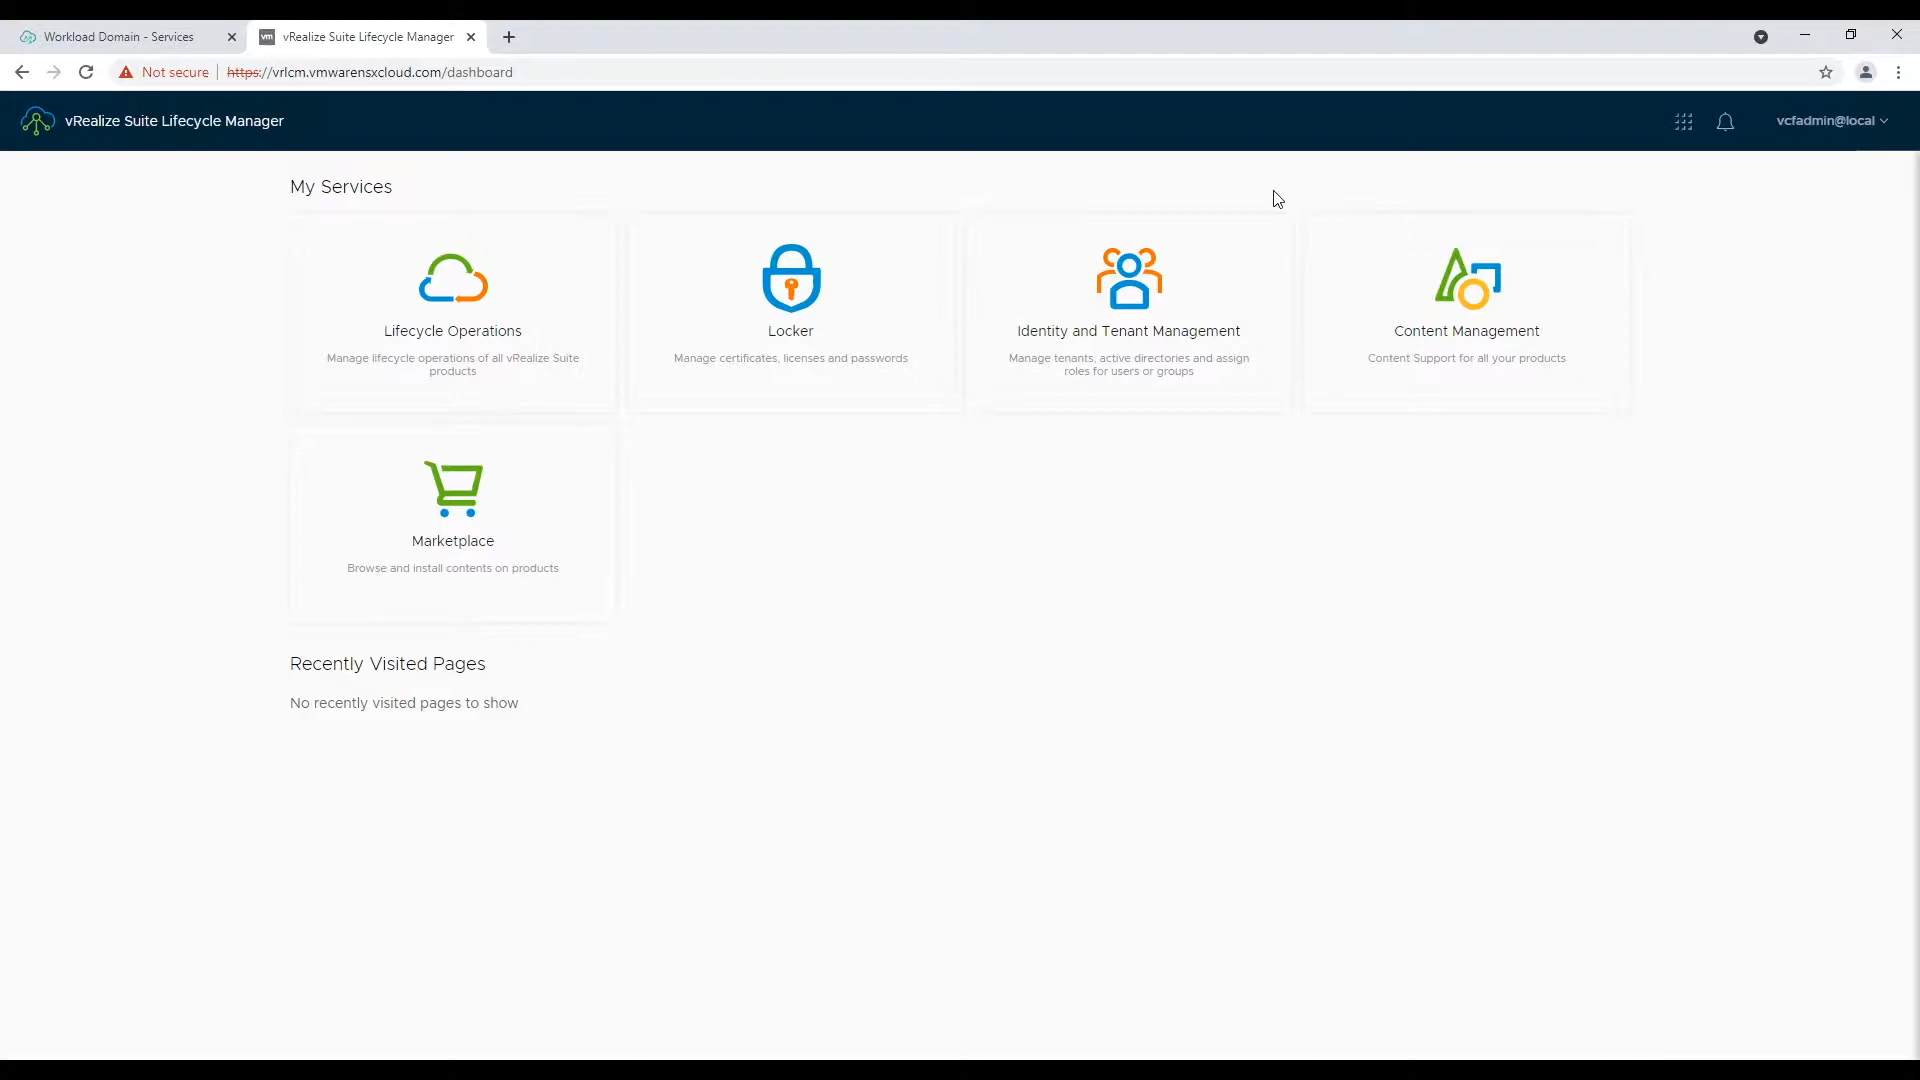 Workload Domain - Services
vm vRealize Suite Lifecycle Manager
Not secure https://vrlcm.vmwarensxcloud.com/dashboard
vRealize Suite Lifecycle Manager
vcfadmin@local
My Services
Lifecycle Operations
Manage lifecycle operations of all vRealize Suite
products
Locker
Manage certificates, licenses and passwords
Identity and Tenant Management
Manage tenants, active directories and assign
roles for users or groups
Content Management
Content Support for all your products
Marketplace
Browse and install contents on products
Recently Visited Pages
No recently visited pages to show